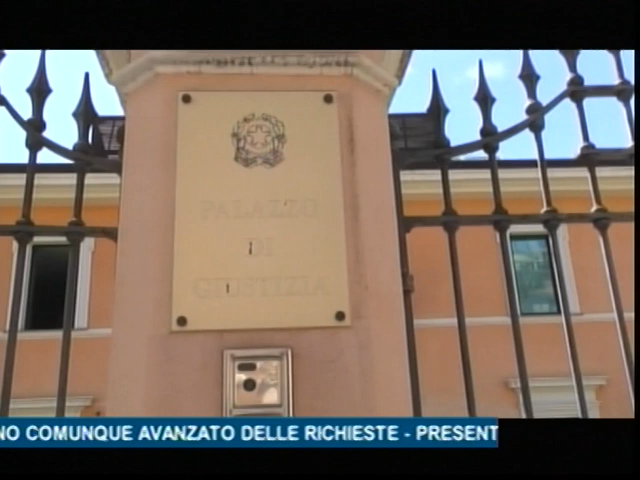 PALAZZO
DI
GIUSTIZIA
NO COMUNQUE AVANZATO DELLE RICHIESTE - PRESENT